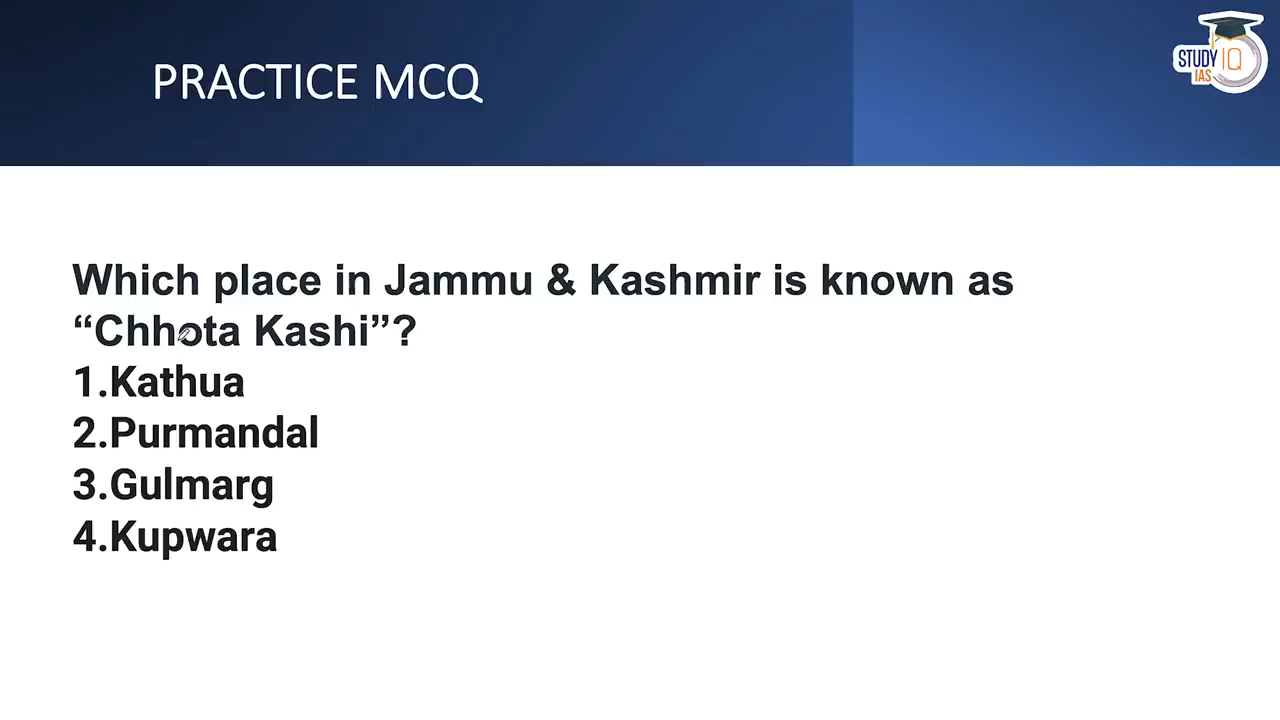 PRACTICE MCQ
STUDY IQ
IAS
Which place in Jammu & Kashmir is known as
“Chhota Kashi”?
1.Kathua
2.Purmandal
3.Gulmarg
4.Kupwara